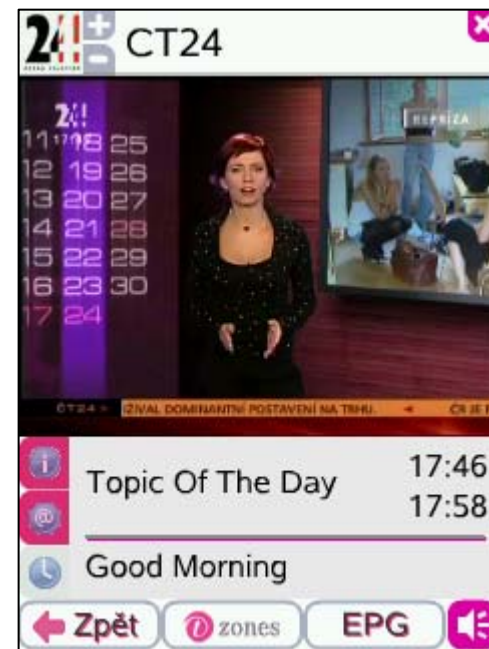 24 CT24
24
REPRÍZA
11 18 25
12 19 26
13 20 27
14 21 28
15 22 29
16 23 30
17 24
ČT24 IZÍVAL DOMINANTNÍ POSTAVENÍ NA TRHU. ČR JE
Topic Of The Day 17:46
17:58
Good Morning
Zpět i zones EPG